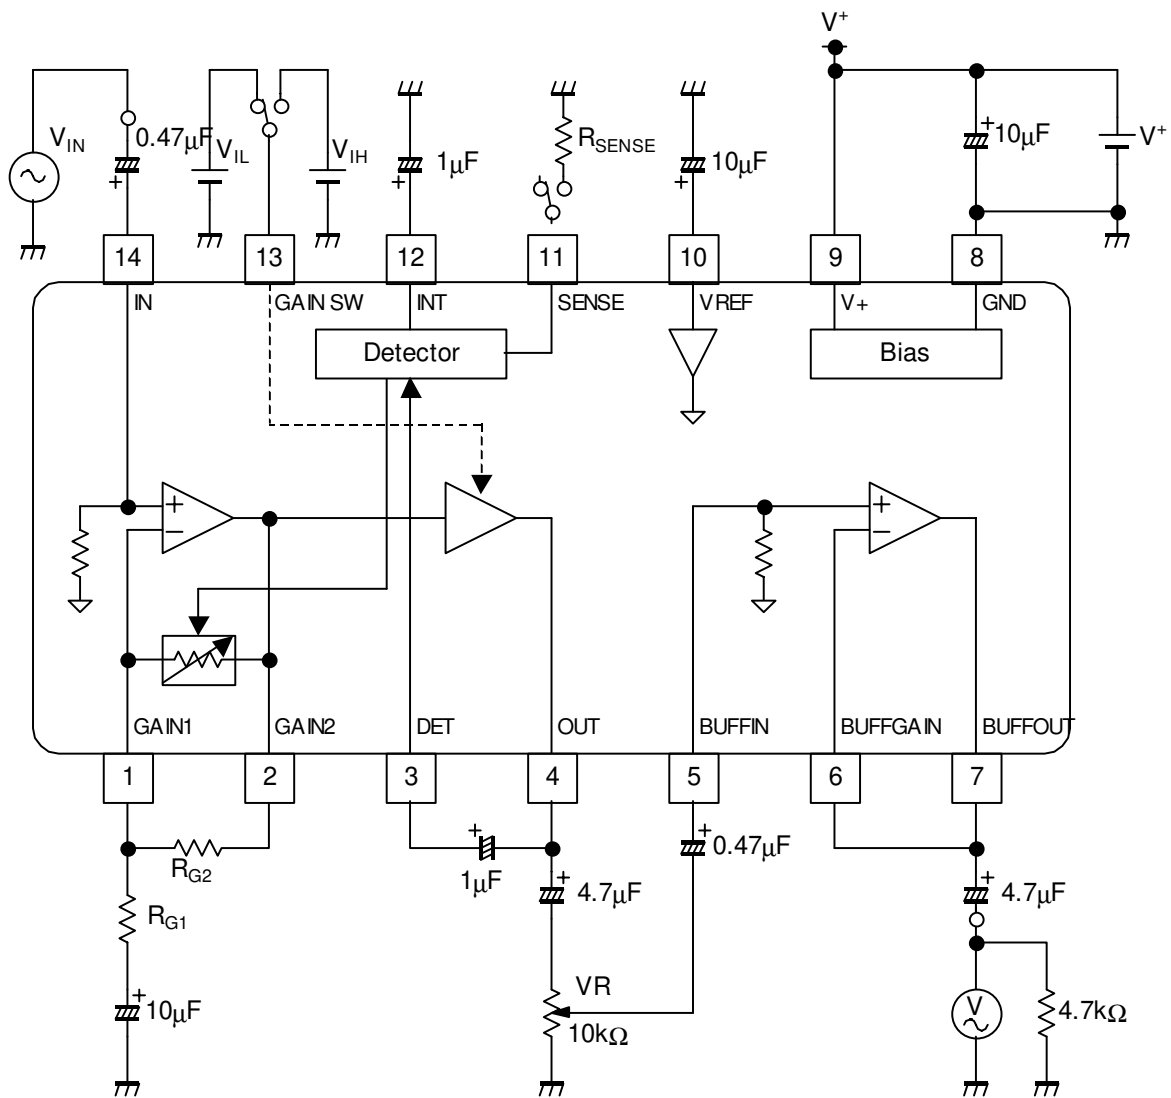 V+
VIN
0.47μF
VIL
VIH
1μF
RSENSE
10μF
10μF
V+
+
+
+
+
14
13
12
11
10
9
8
IN
GAIN SW
INT
SENSE
VREF
V+
GND
Detector
Bias
+
−
+
−
GAIN1
GAIN2
DET
OUT
BUFFIN
BUFFGAIN
BUFFOUT
1
2
3
4
5
6
7
RG2
+
1μF
+
0.47μF
+
4.7μF
+
4.7μF
RG1
+
10μF
VR
10kΩ
V
4.7kΩ